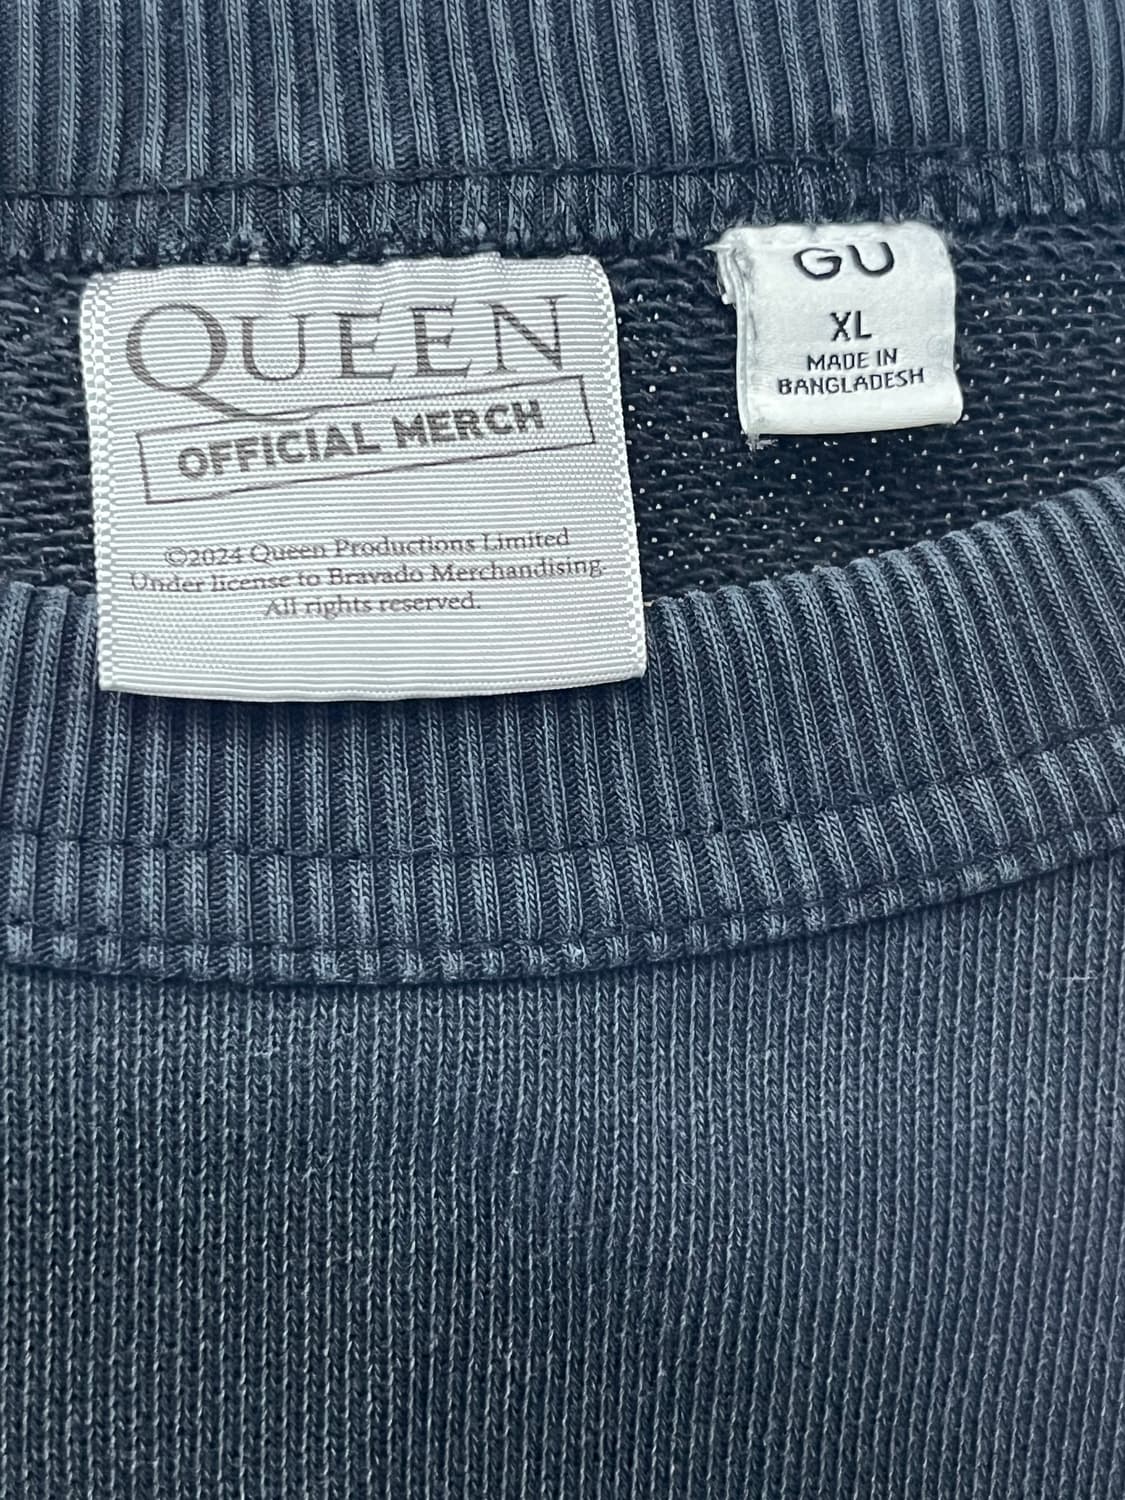 QUEEN
OFFICIAL MERCH
©2024 Queen Productions Limited
Under license to Bravado Merchandising.
All rights reserved.
GU
XL
MADE IN
BANGLADESH